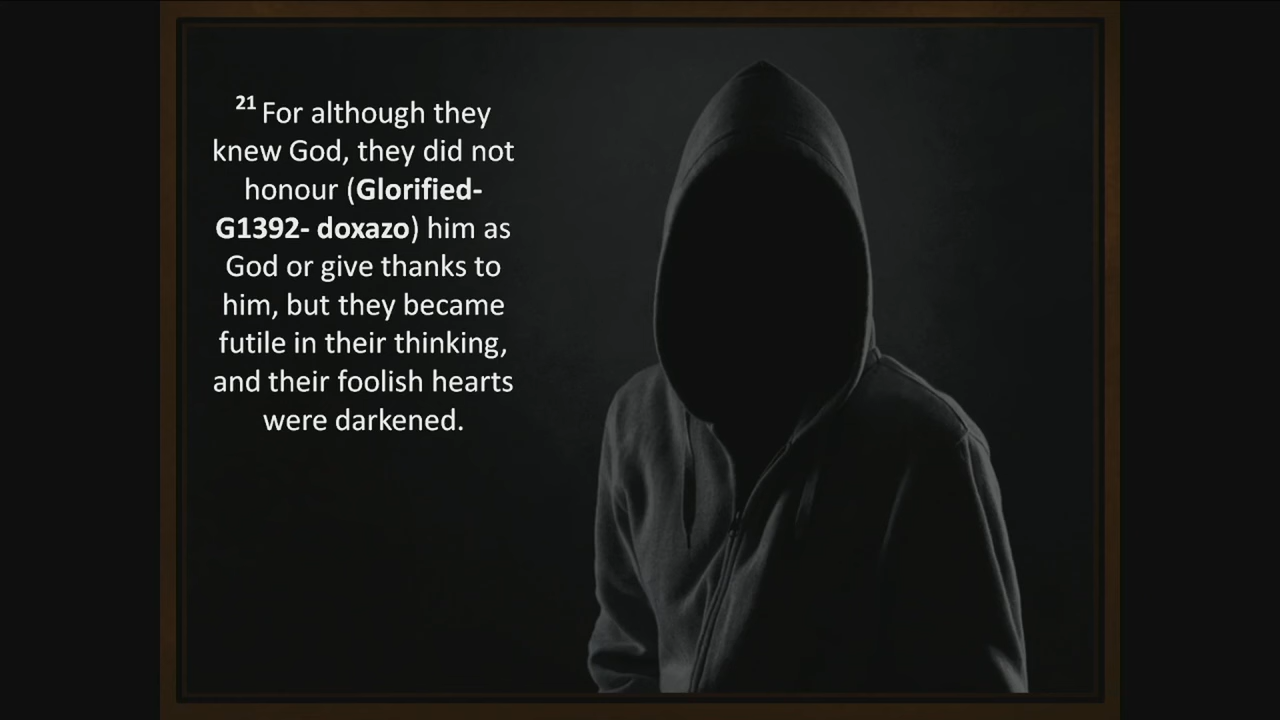 21 For although they
knew God, they did not
honour (Glorified-
G1392- doxazo) him as
God or give thanks to
him, but they became
futile in their thinking,
and their foolish hearts
were darkened.